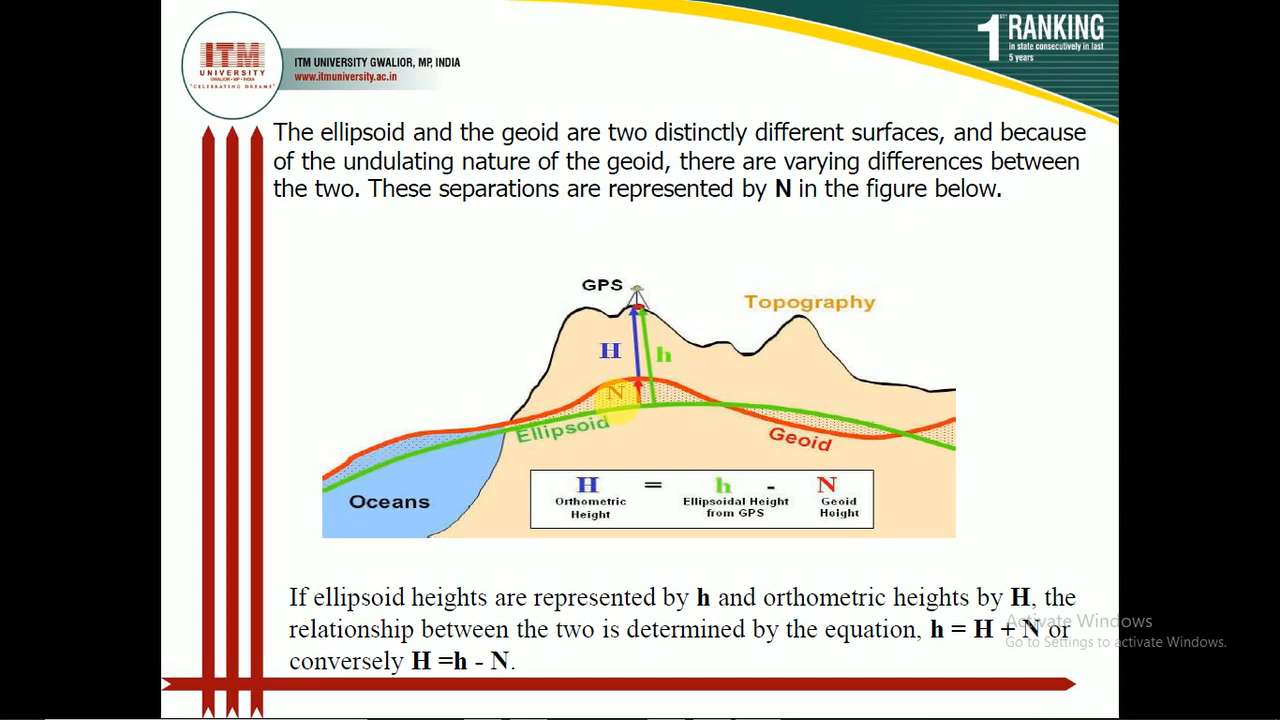 ITM
UNIVERSITY
GWALIOR • MP • INDIA
"CELEBRATING DREAMS"
ITM UNIVERSITY GWALIOR, MP, INDIA
www.itmuniversity.ac.in
1ST RANKING
in state consecutively in last
5 years
The ellipsoid and the geoid are two distinctly different surfaces, and because
of the undulating nature of the geoid, there are varying differences between
the two. These separations are represented by N in the figure below.
GPS
Topography
H
h
N
Ellipsoid
Geoid
Oceans
H = h - N
Orthometric Height
Ellipsoidal Height from GPS
Geoid Height
If ellipsoid heights are represented by h and orthometric heights by H, the
relationship between the two is determined by the equation, h = H + N or
conversely H =h - N.
Activate Windows
Go to Settings to activate Windows.